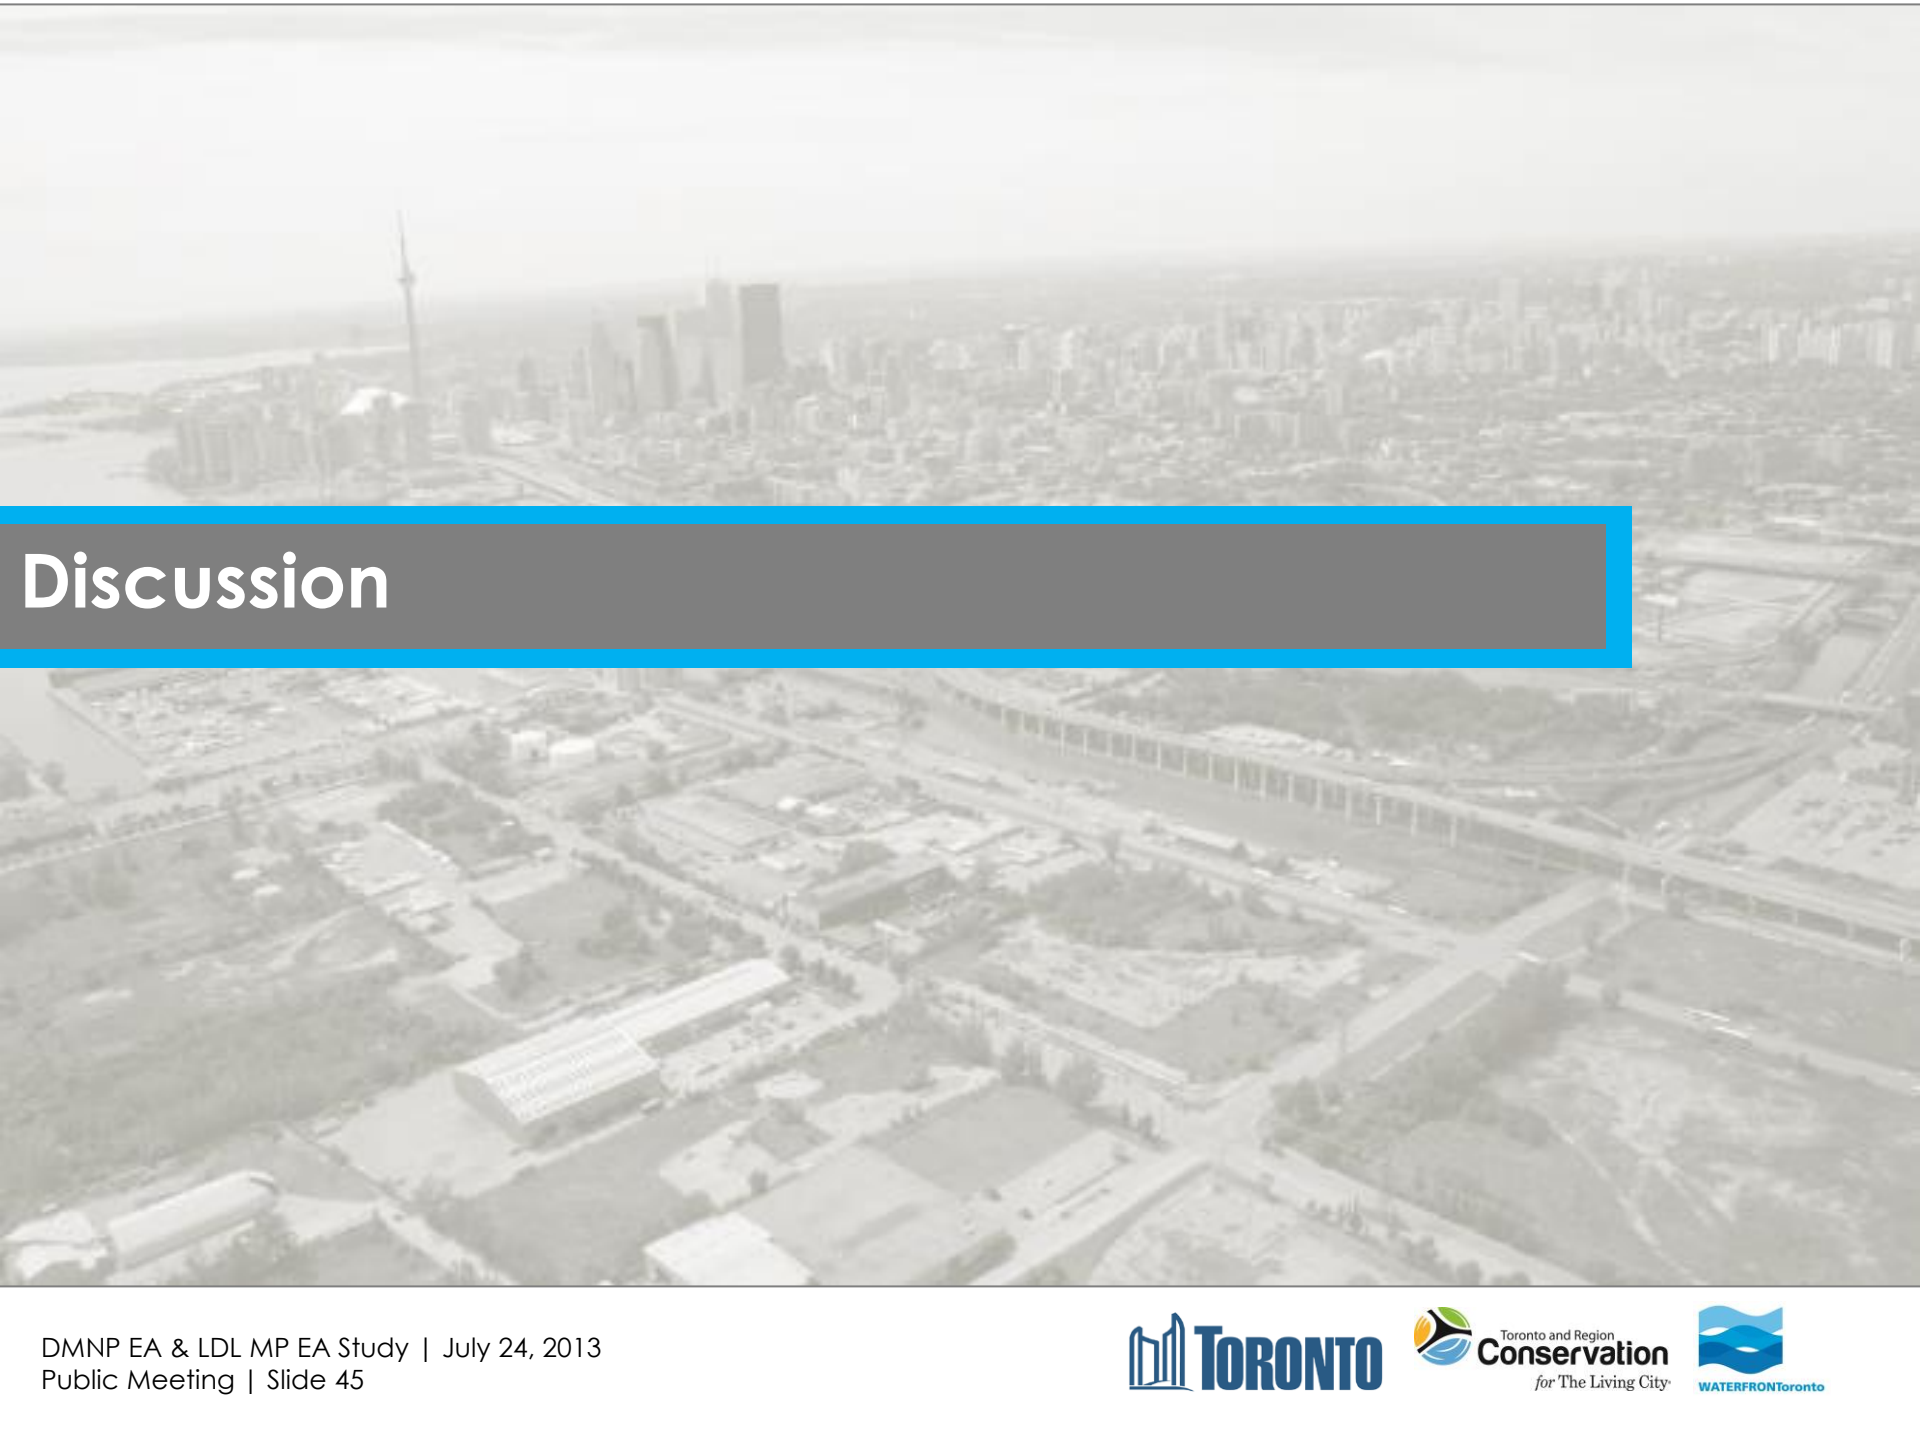 Discussion
DMNP EA & LDL MP EA Study | July 24, 2013
Public Meeting | Slide 45
TORONTO
Toronto and Region
Conservation
for The Living City
WATERFRONToronto